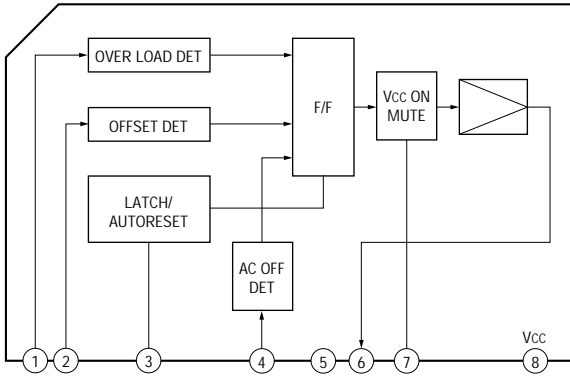 OVER LOAD DET
OFFSET DET
LATCH/
AUTORESET
F/F
VCC ON
MUTE
AC OFF
DET
VCC
1
2
3
4
5
6
7
8